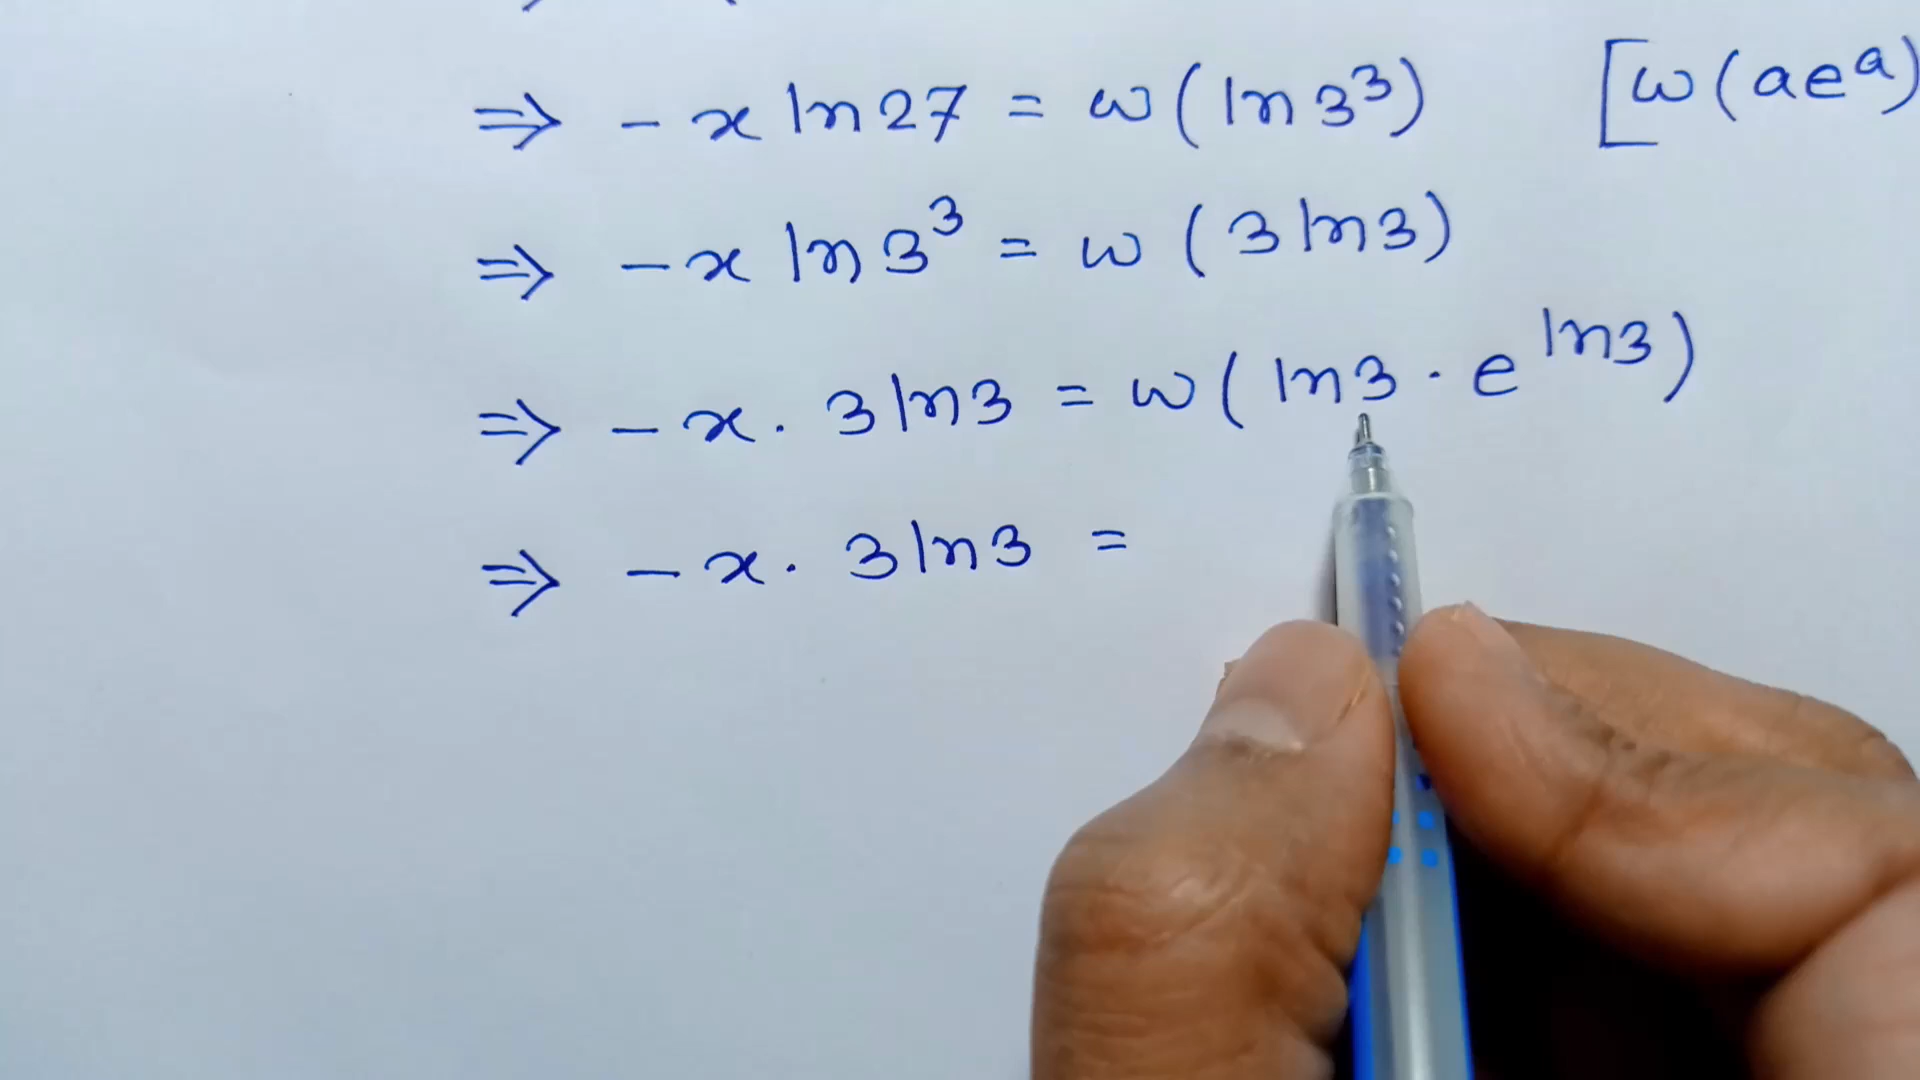 ⇒ -x ln27 = w(ln3³) [w(ae^a)
⇒ -x ln3³ = w(3ln3)
⇒ -x. 3ln3 = w(ln3 · e^ln3)
⇒ -x. 3ln3 =